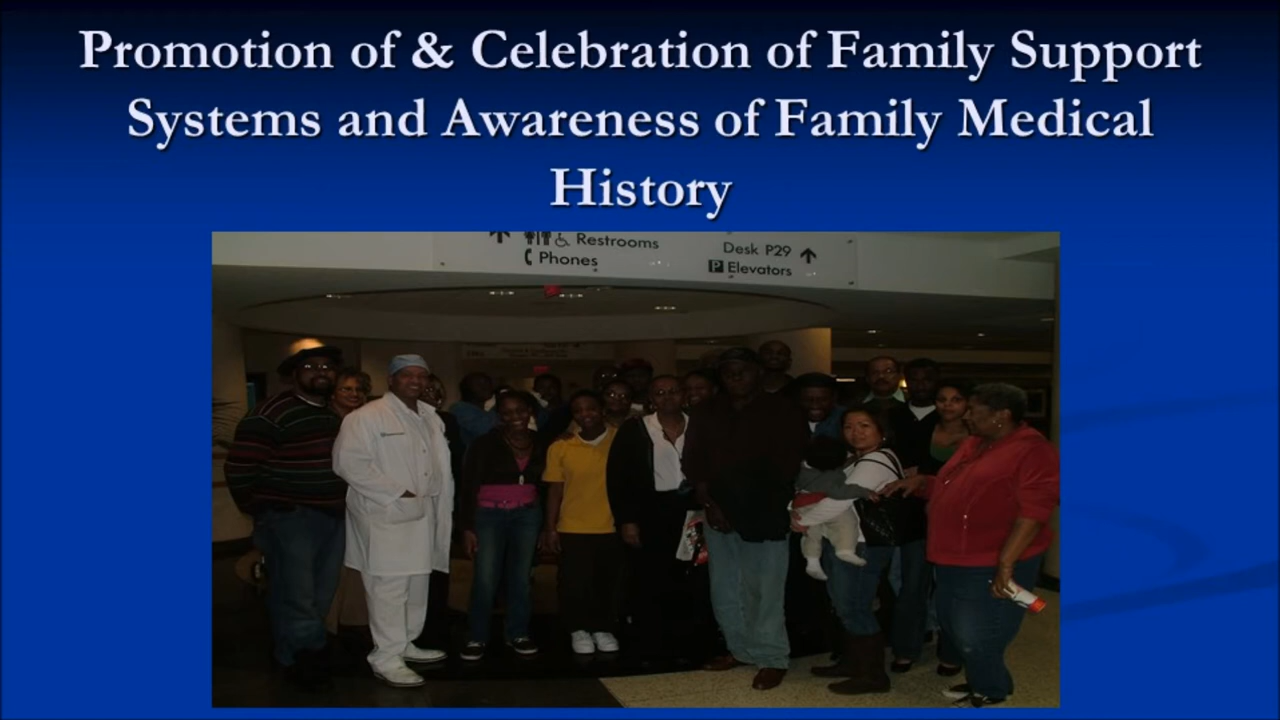 Promotion of & Celebration of Family Support
Systems and Awareness of Family Medical
History
Restrooms
Phones
Desk P29
P Elevators